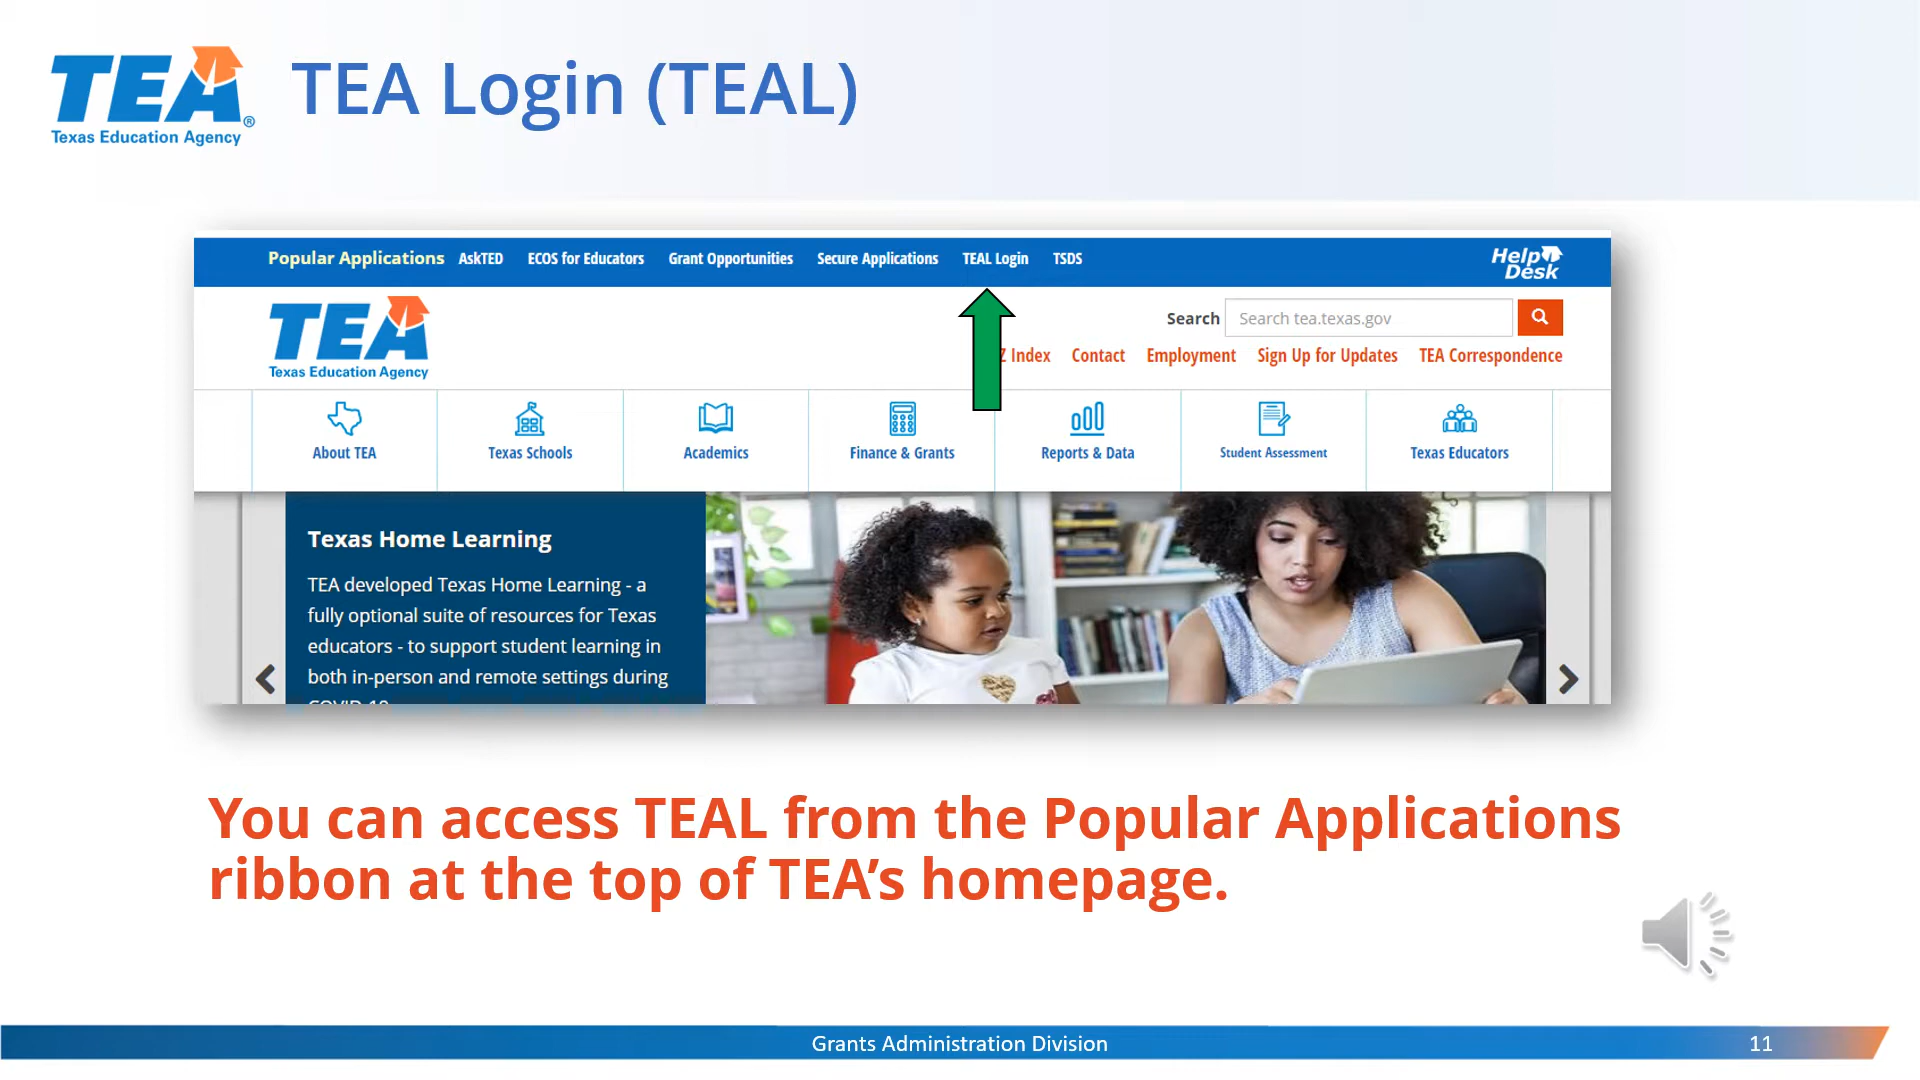 TEA®
Texas Education Agency
TEA Login (TEAL)
Popular Applications AskTED ECOS for Educators Grant Opportunities Secure Applications TEAL Login TSDS
Help Desk
TEA
Texas Education Agency
Search Search tea.texas.gov
Z Index Contact Employment Sign Up for Updates TEA Correspondence
About TEA Texas Schools Academics Finance & Grants Reports & Data Student Assessment Texas Educators
Texas Home Learning
TEA developed Texas Home Learning - a
fully optional suite of resources for Texas
educators - to support student learning in
both in-person and remote settings during
You can access TEAL from the Popular Applications
ribbon at the top of TEA’s homepage.
Grants Administration Division
11